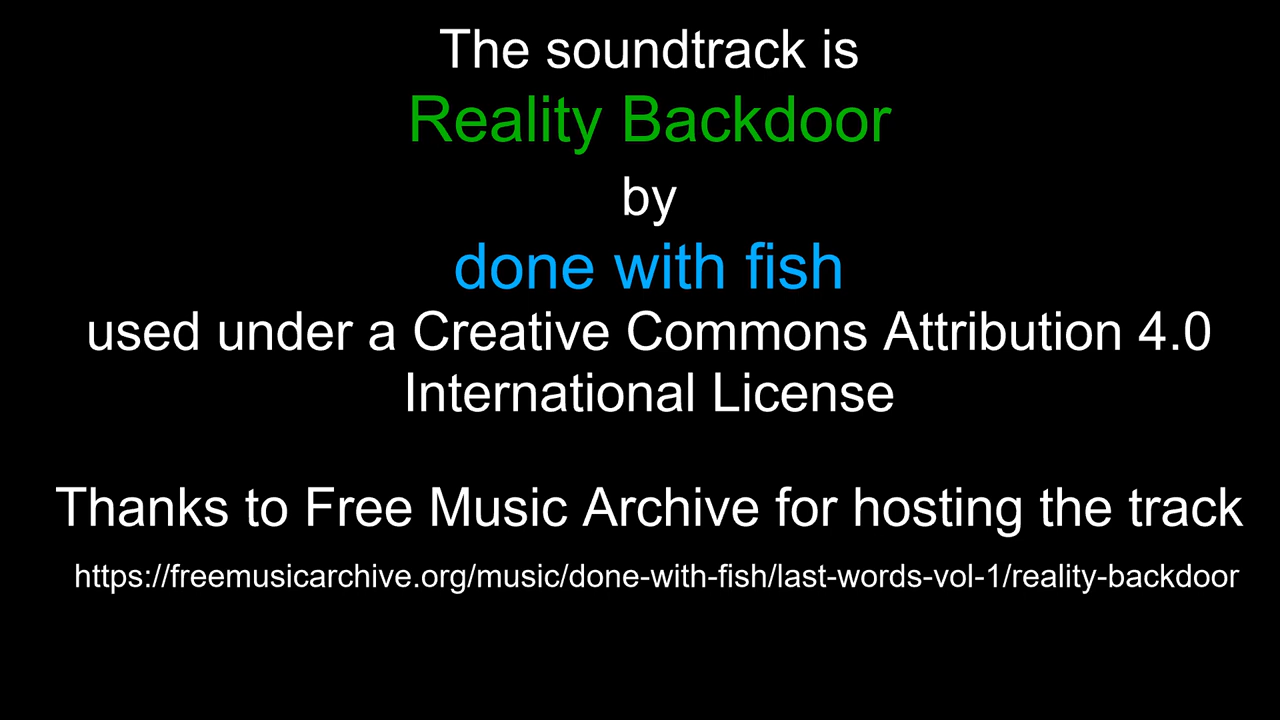 The soundtrack is
Reality Backdoor
by
done with fish
used under a Creative Commons Attribution 4.0
International License
Thanks to Free Music Archive for hosting the track
https://freemusicarchive.org/music/done-with-fish/last-words-vol-1/reality-backdoor